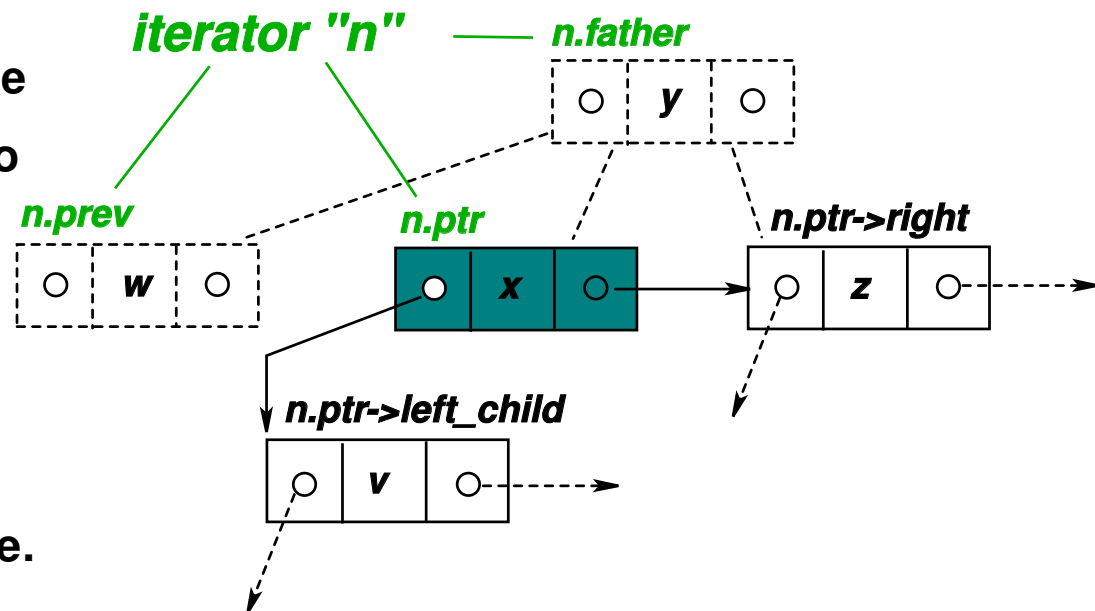 iterator "n"
n.father
e
y
o
n.prev
n.ptr
n.ptr->right
w
x
z
n.ptr->left_child
v
e.